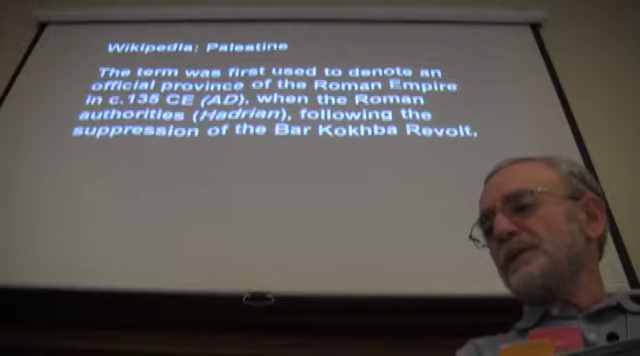 Wikipedia: Palestine
The term was first used to denote an
official province of the Roman Empire
in c.135 CE (AD), when the Roman
authorities (Hadrian), following the
suppression of the Bar Kokhba Revolt,